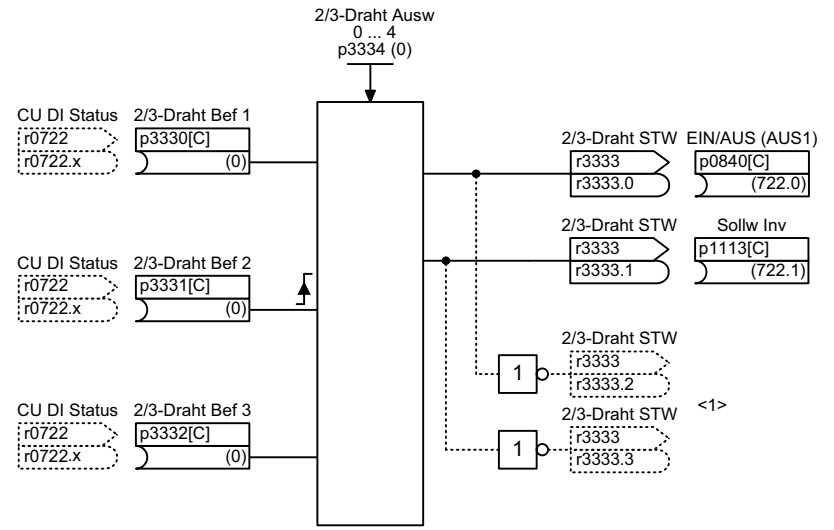 2/3-Draht Ausw
0 ... 4
p3334 (0)
CU DI Status 2/3-Draht Bef 1
r0722 p3330[C]
r0722.x (0)
2/3-Draht STW EIN/AUS (AUS1)
r3333 p0840[C]
r3333.0 (722.0)
2/3-Draht STW Sollw Inv
r3333 p1113[C]
r3333.1 (722.1)
CU DI Status 2/3-Draht Bef 2
r0722 p3331[C]
r0722.x (0)
2/3-Draht STW
1 r3333
r3333.2
<1>
CU DI Status 2/3-Draht Bef 3
r0722 p3332[C]
r0722.x (0)
2/3-Draht STW
1 r3333
r3333.3